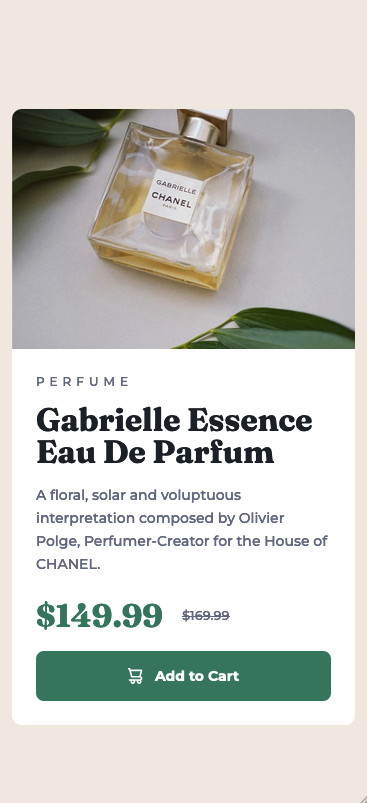 GABRIELLE
CHANEL
PARIS
PERFUME
Gabrielle Essence
Eau De Parfum
A floral, solar and voluptuous
interpretation composed by Olivier
Polge, Perfumer-Creator for the House of
CHANEL.
$149.99 $169.99
Add to Cart